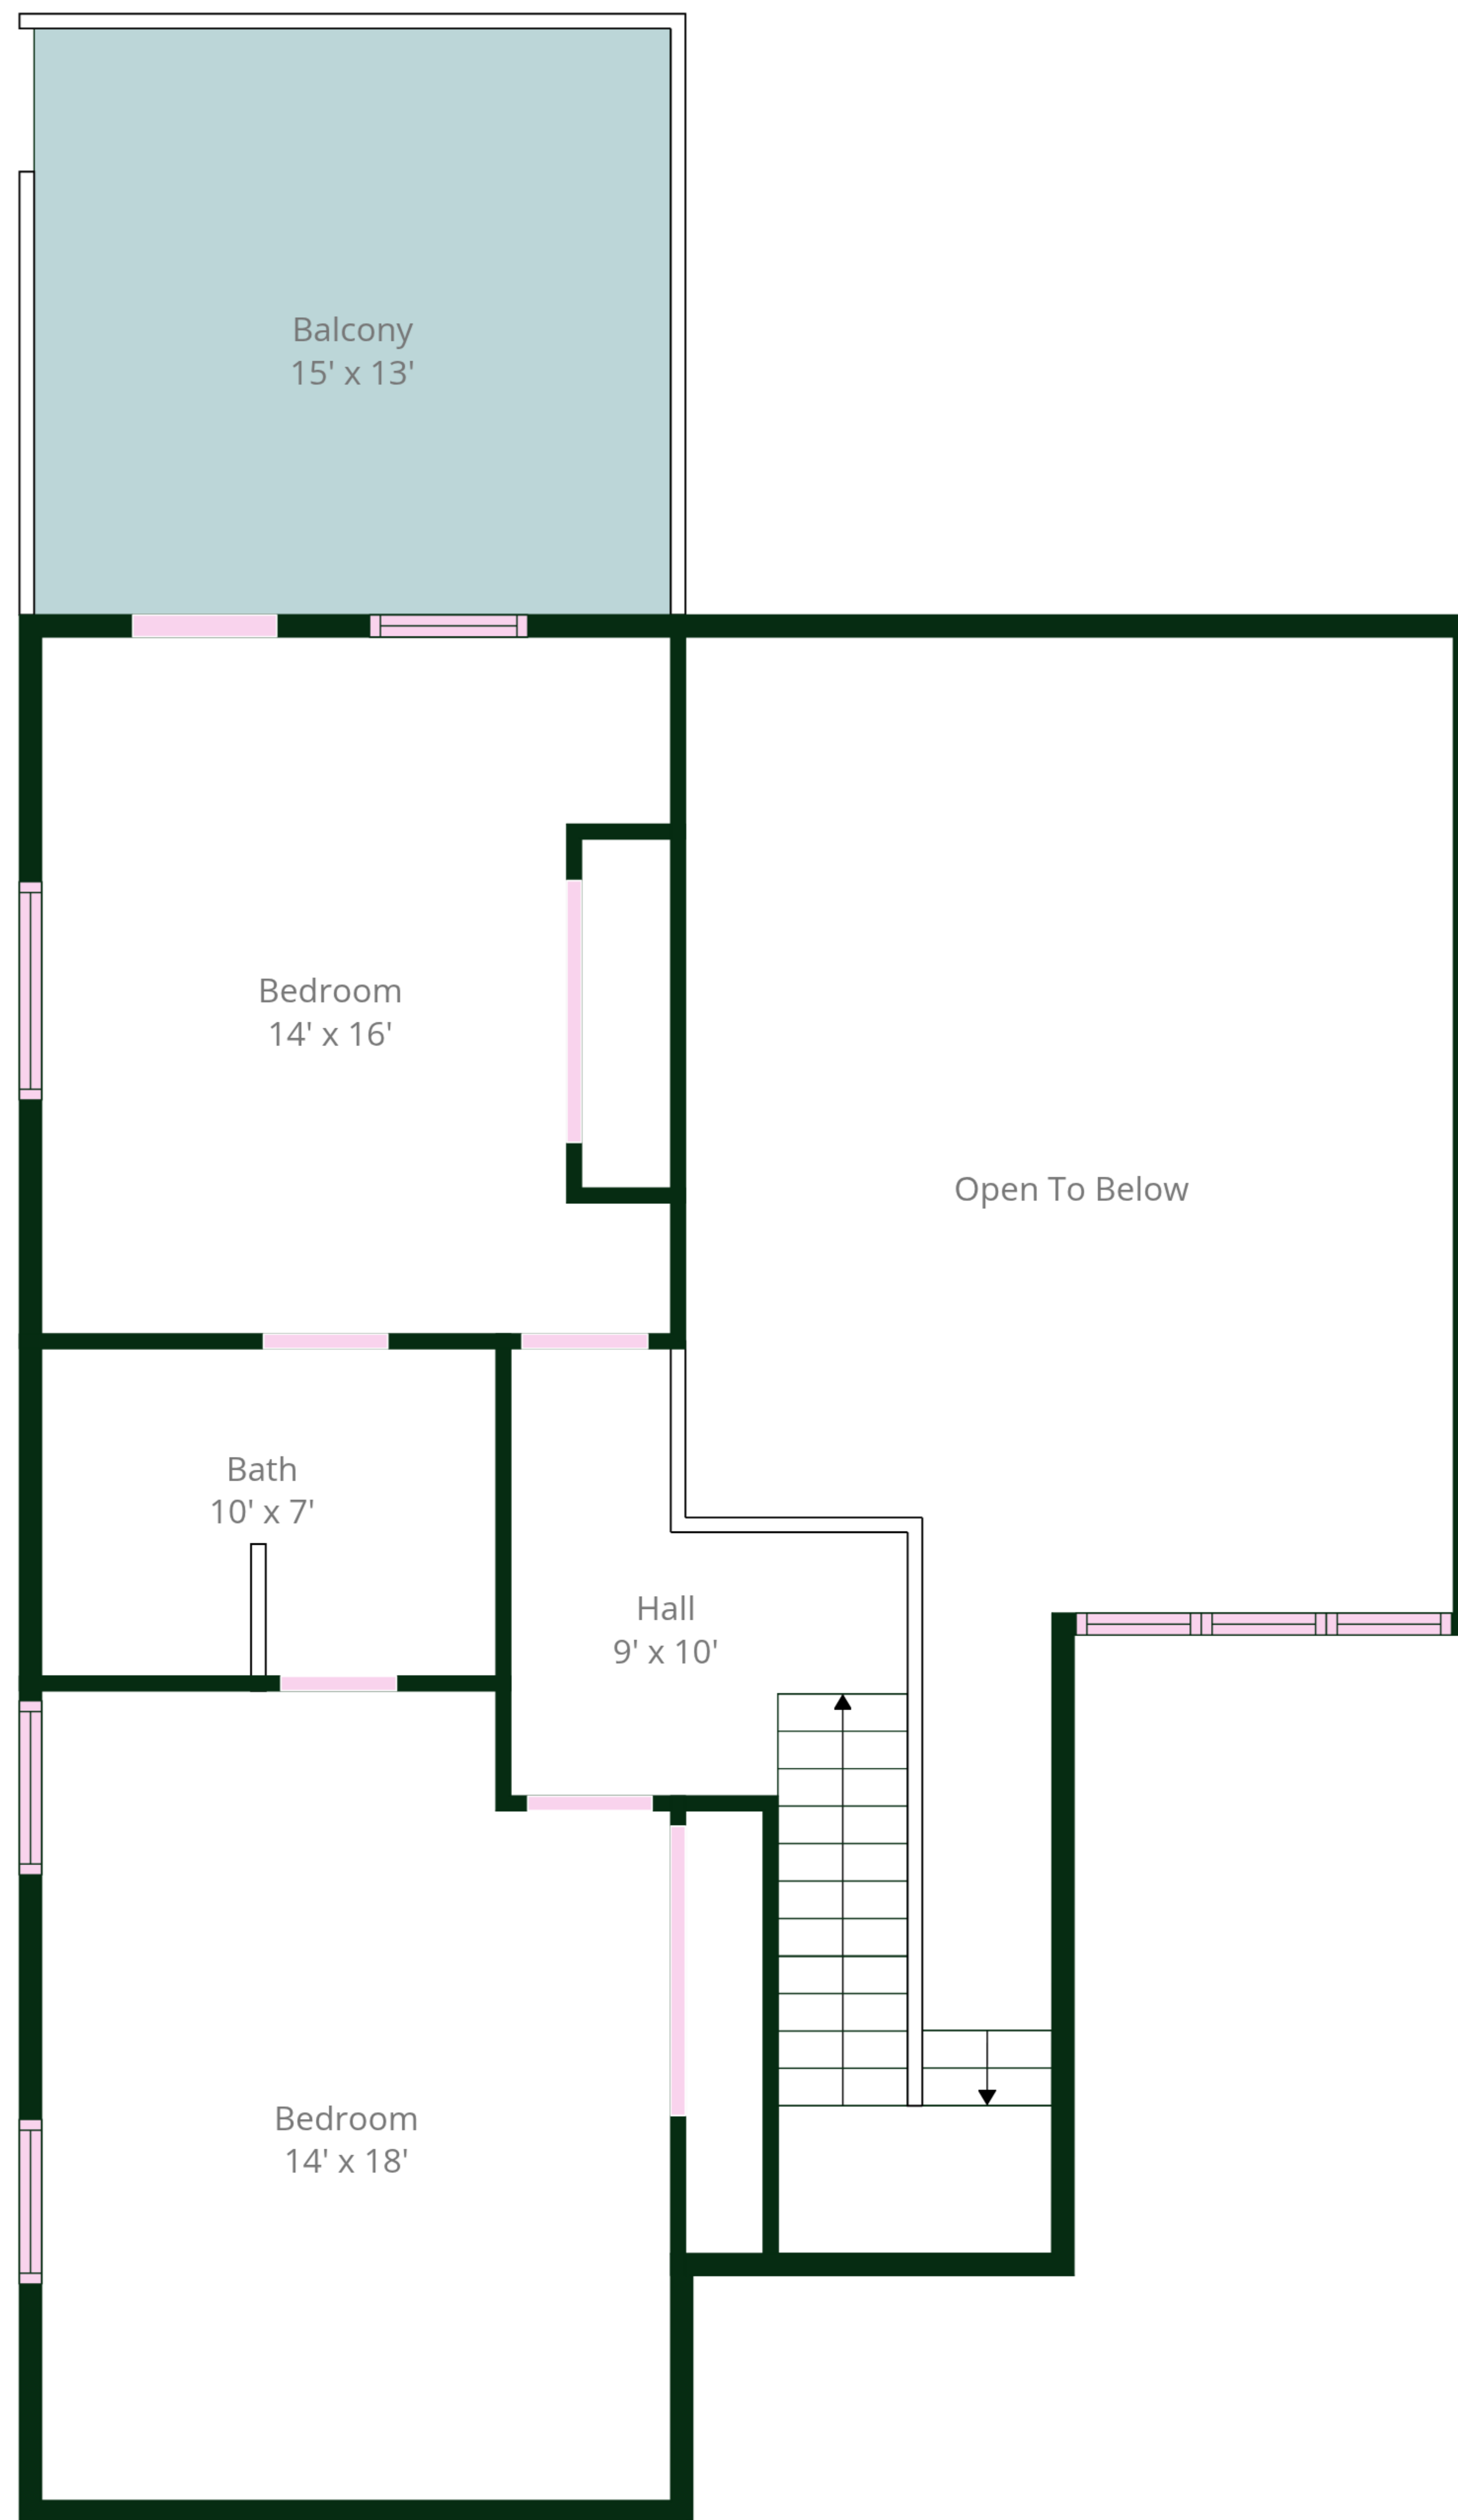 Balcony
15' x 13'
Bedroom
14' x 16'
Open To Below
Bath
10' x 7'
Hall
9' x 10'
Bedroom
14' x 18'